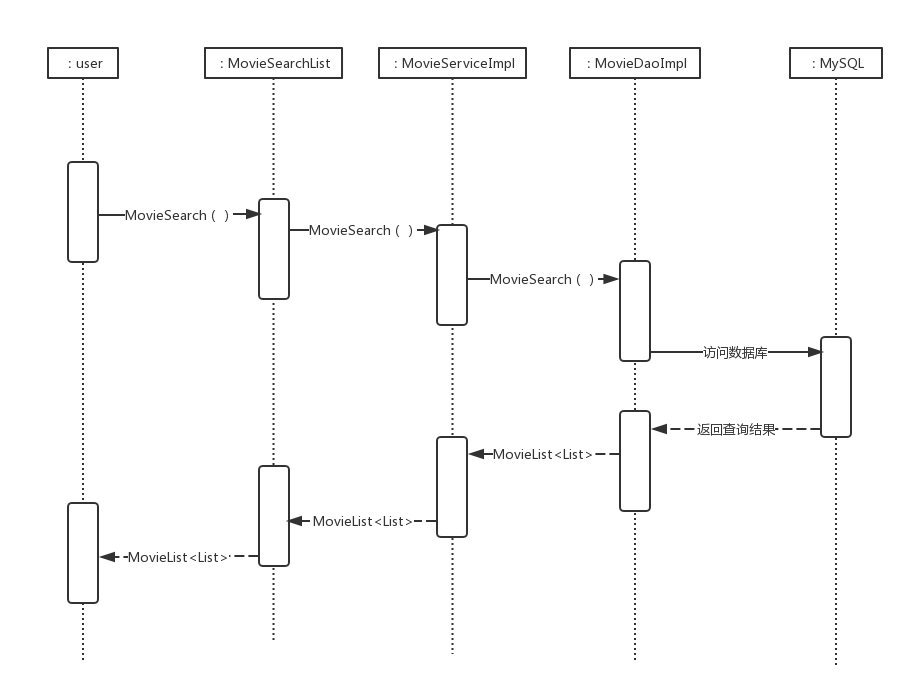 : user
: MovieSearchList
: MovieServiceImpl
: MovieDaoImpl
: MySQL
MovieSearch ( )
MovieSearch ( )
MovieSearch ( )
访问数据库
返回查询结果
MovieList<List>
MovieList<List>
MovieList<List>